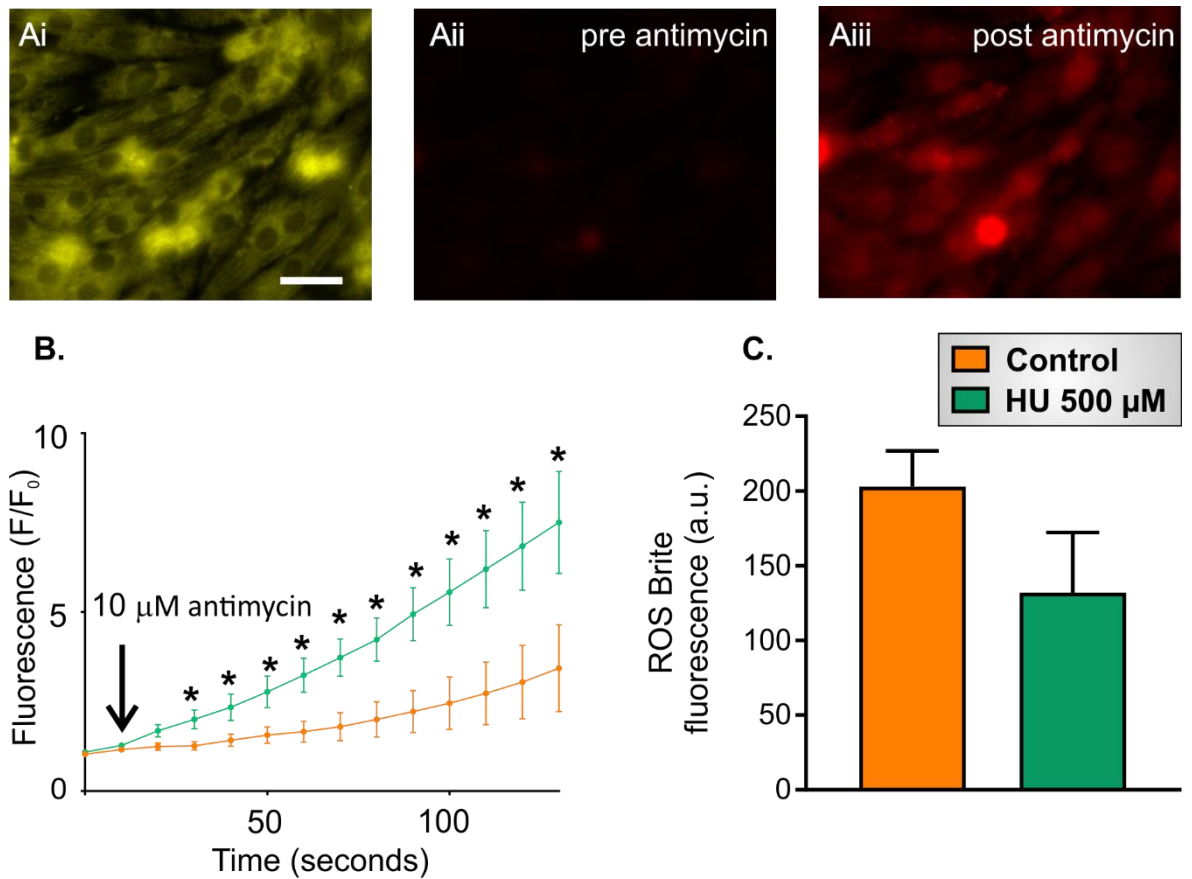 Ai
Aii
pre antimycin
Aiii
post antimycin
B.
Fluorescence (F/F₀)
10
5
0
10 μM antimycin
* * * * * * * * * * *
50
100
Time (seconds)
C.
Control
HU 500 μM
ROS Brite
fluorescence (a.u.)
250
200
150
100
50
0